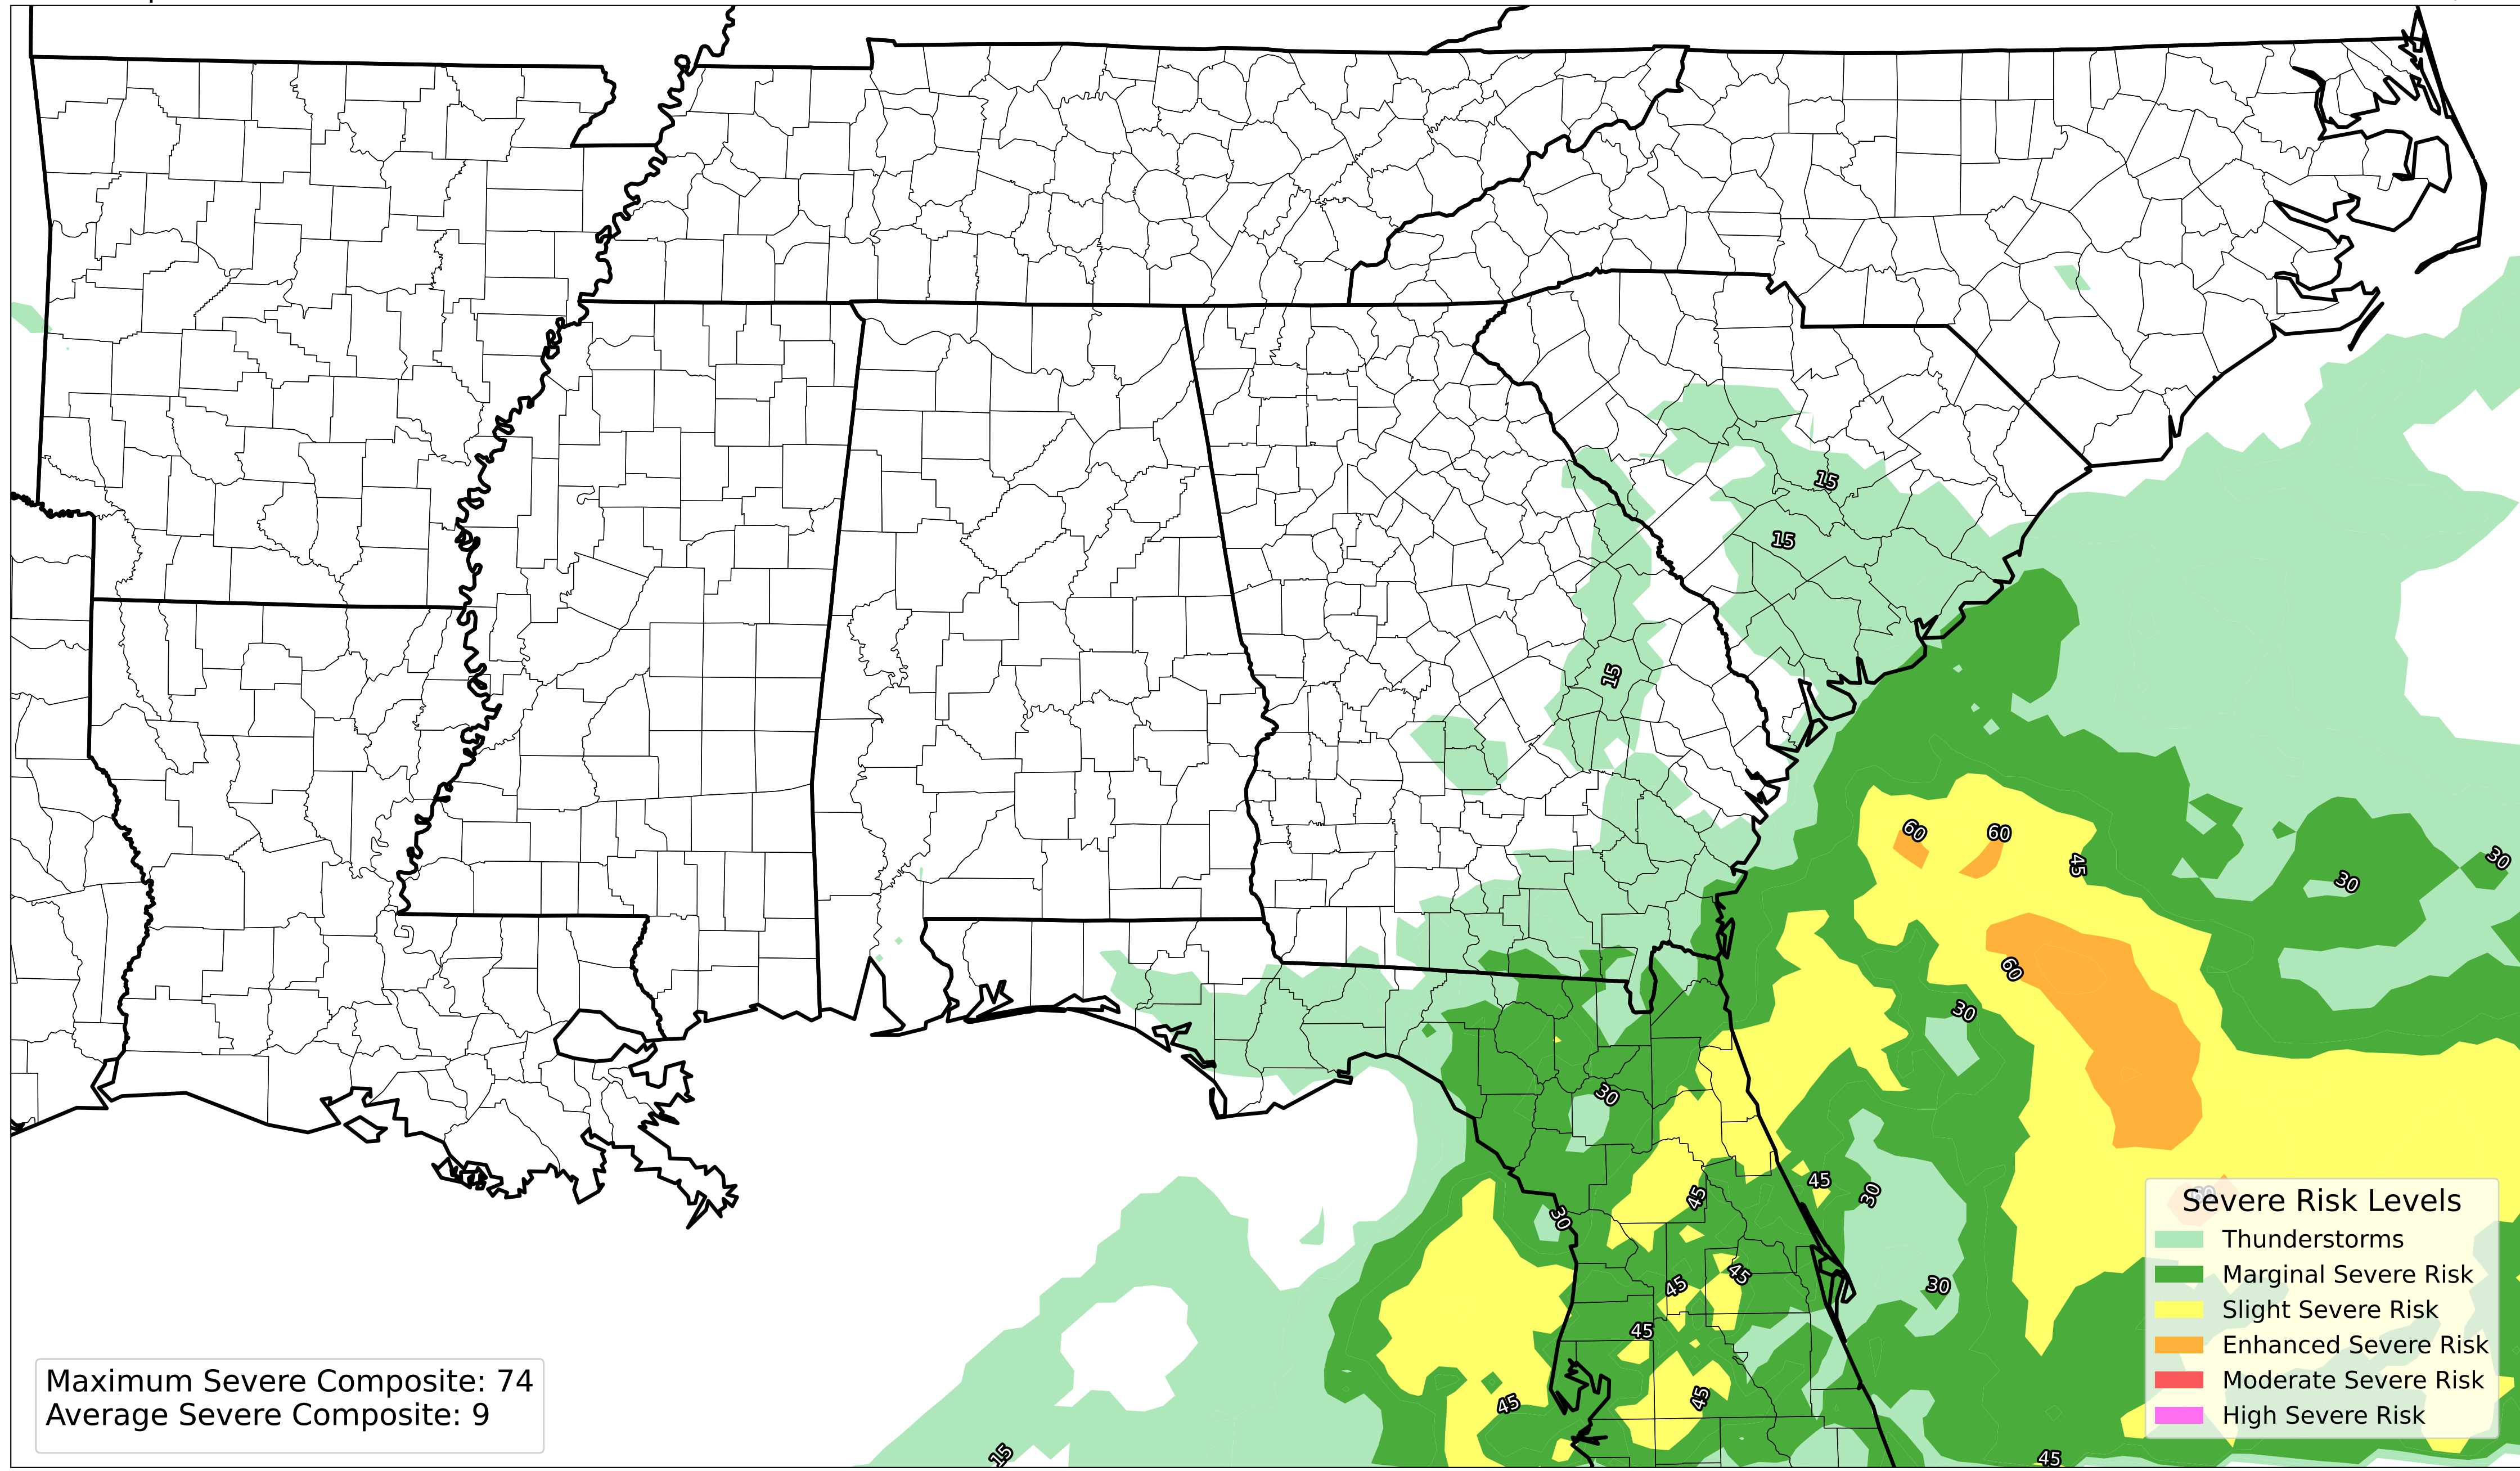 15
15
15
60
60
45
30
30
60
30
30
45
30
45
30
45
45
30
45
45
45
15
45
Severe Risk Levels
Thunderstorms
Marginal Severe Risk
Slight Severe Risk
Enhanced Severe Risk
Moderate Severe Risk
High Severe Risk
Maximum Severe Composite: 74
Average Severe Composite: 9